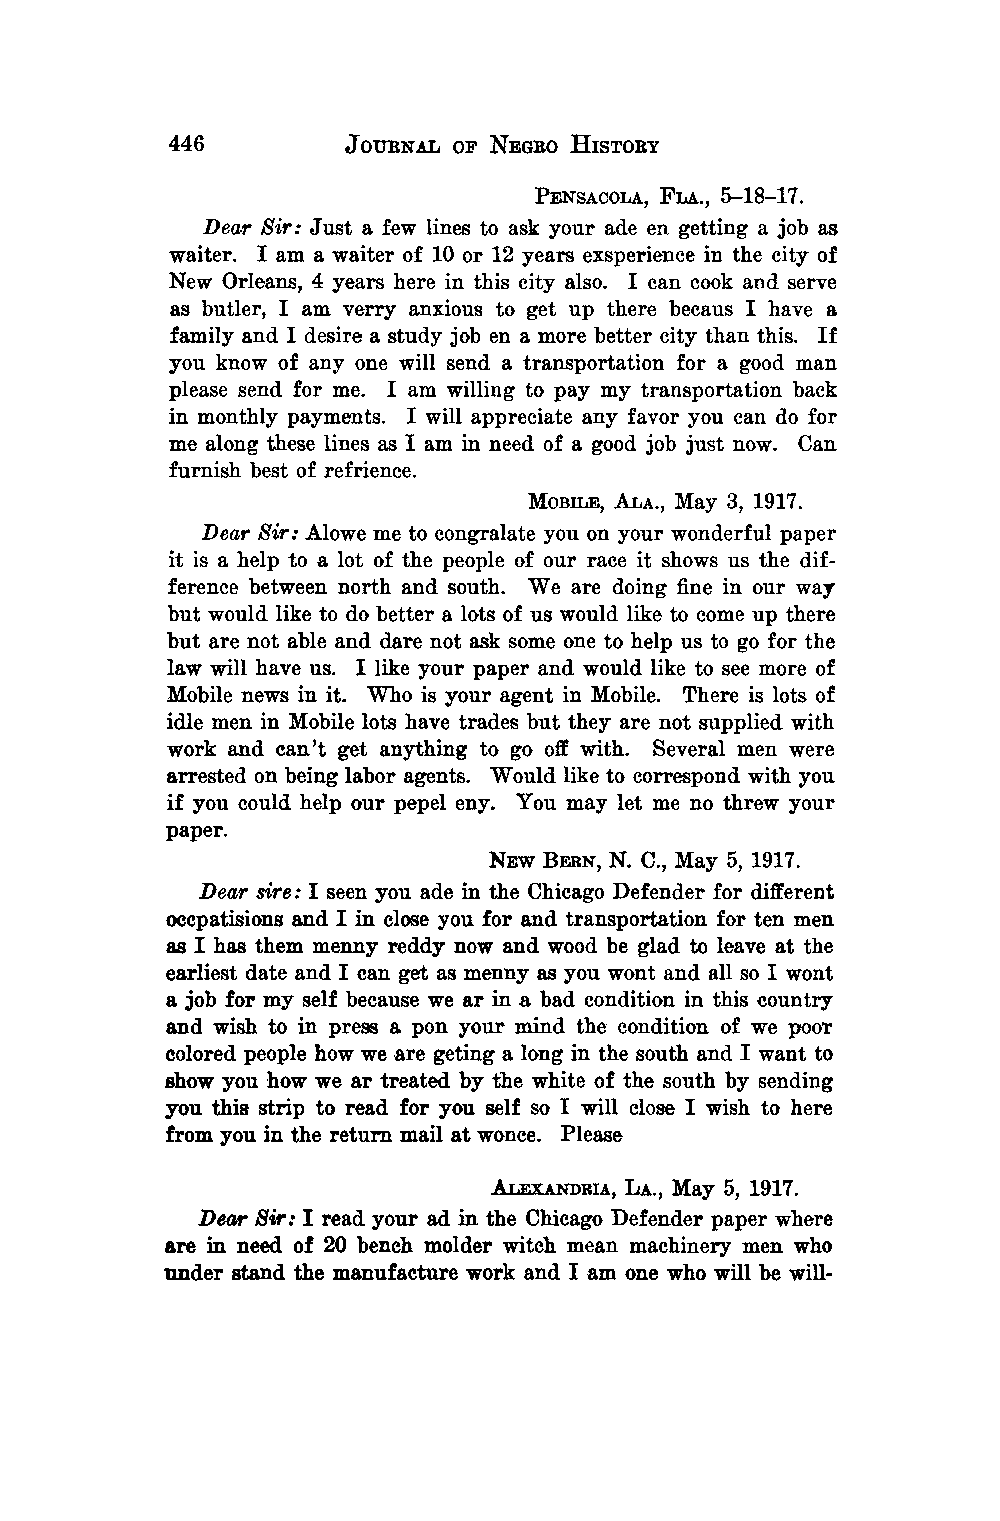 446 JOURNAL OF NEGRO HISTORY
PENSACOLA, FLA., 5–18–17.
Dear Sir: Just a few lines to ask your ade en getting a job as
waiter. I am a waiter of 10 or 12 years exsperience in the city of
New Orleans, 4 years here in this city also. I can cook and serve
as butler, I am verry anxious to get up there becaus I have a
family and I desire a study job en a more better city than this. If
you know of any one will send a transportation for a good man
please send for me. I am willing to pay my transportation back
in monthly payments. I will appreciate any favor you can do for
me along these lines as I am in need of a good job just now. Can
furnish best of refrience.
MOBILE, ALA., May 3, 1917.
Dear Sir: Alowe me to congralate you on your wonderful paper
it is a help to a lot of the people of our race it shows us the dif-
ference between north and south. We are doing fine in our way
but would like to do better a lots of us would like to come up there
but are not able and dare not ask some one to help us to go for the
law will have us. I like your paper and would like to see more of
Mobile news in it. Who is your agent in Mobile. There is lots of
idle men in Mobile lots have trades but they are not supplied with
work and can't get anything to go off with. Several men were
arrested on being labor agents. Would like to correspond with you
if you could help our pepel eny. You may let me no threw your
paper.
NEW BERN, N. C., May 5, 1917.
Dear sire: I seen you ade in the Chicago Defender for different
occpatisions and I in close you for and transportation for ten men
as I has them menny reddy now and wood be glad to leave at the
earliest date and I can get as menny as you wont and all so I wont
a job for my self because we ar in a bad condition in this country
and wish to in press a pon your mind the condition of we poor
colored people how we are geting a long in the south and I want to
show you how we ar treated by the white of the south by sending
you this strip to read for you self so I will close I wish to here
from you in the return mail at wonce. Please
ALEXANDRIA, LA., May 5, 1917.
Dear Sir: I read your ad in the Chicago Defender paper where
are in need of 20 bench molder witch mean machinery men who
under stand the manufacture work and I am one who will be will-